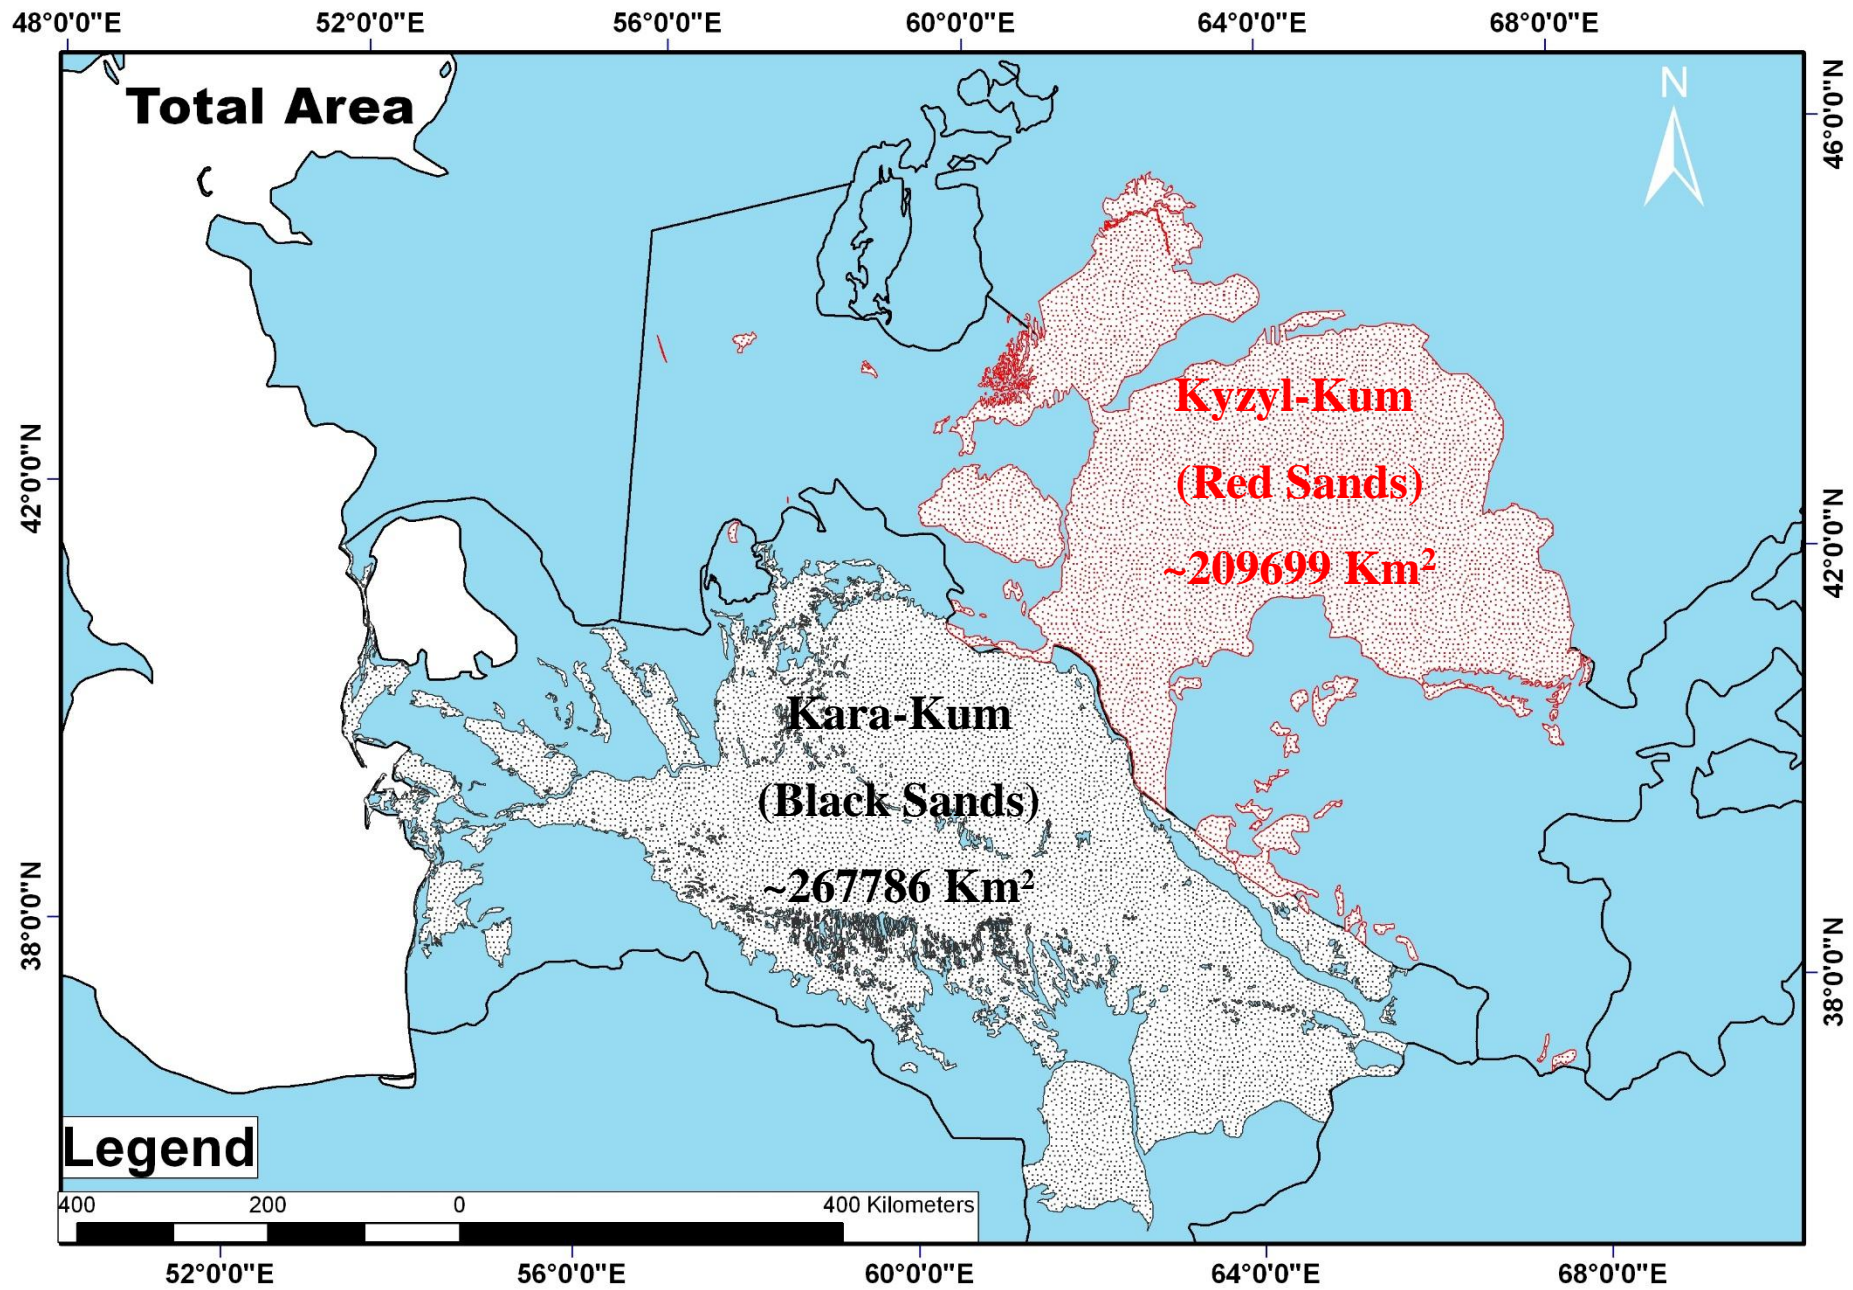 48°0'0"E 52°0'0"E 56°0'0"E 60°0'0"E 64°0'0"E 68°0'0"E
Total Area
N
46°0'0"N
42°0'0"N
42°0'0"N
38°0'0"N
38°0'0"N
Kyzyl-Kum
(Red Sands)
~209699 Km²
Kara-Kum
(Black Sands)
~267786 Km²
Legend
400 200 0 400 Kilometers
52°0'0"E 56°0'0"E 60°0'0"E 64°0'0"E 68°0'0"E